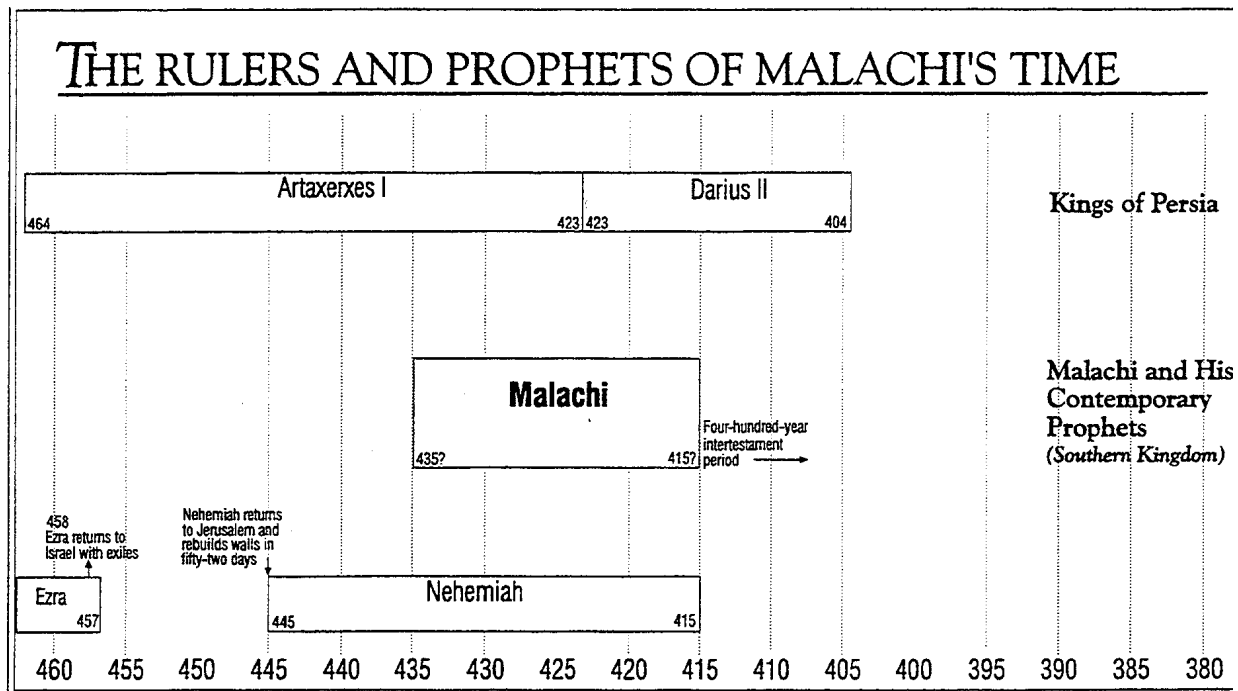 THE RULERS AND PROPHETS OF MALACHI'S TIME
Artaxerxes I
464
423
Darius II
423
404
Kings of Persia
Malachi
435?
415?
Four-hundred-year
intertestament
period
Malachi and His
Contemporary
Prophets
(Southern Kingdom)
458
Ezra returns to
Israel with exiles
Nehemiah returns
to Jerusalem and
rebuilds walls in
fifty-two days
Ezra
457
Nehemiah
445
415
460 455 450 445 440 435 430 425 420 415 410 405 400 395 390 385 380